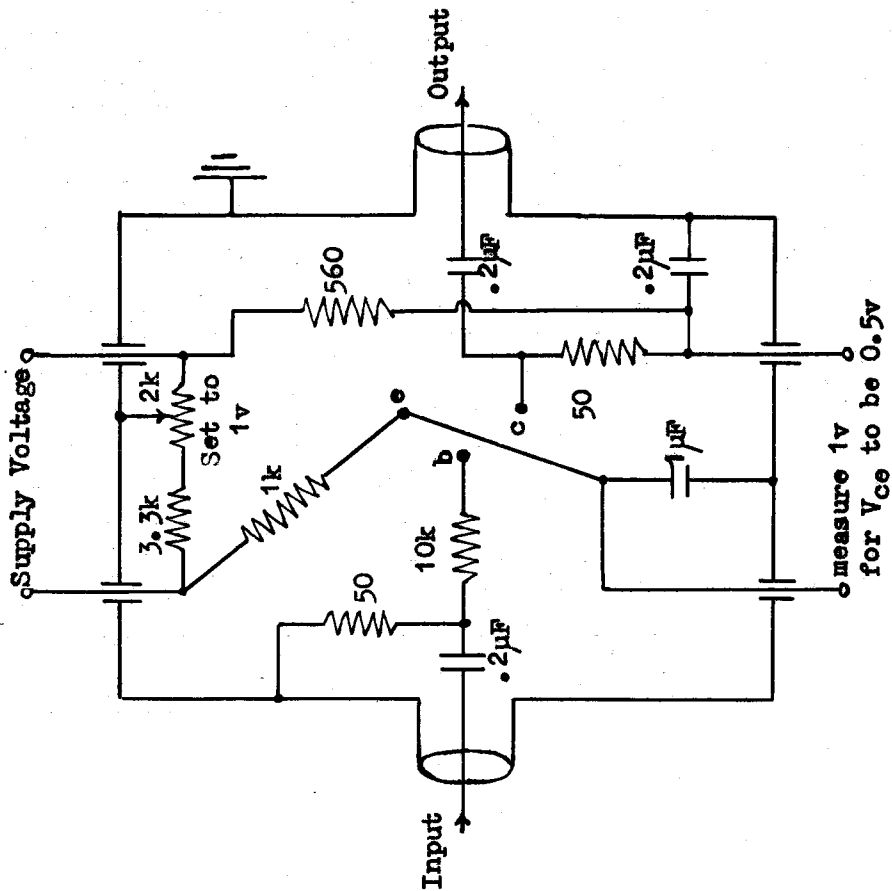 Supply Voltage
3.3k
2k
Set to
1v
560
1k
e
Output
.2μF
50
10k
b
c
50
.2μF
.2μF
1μF
Input
measure 1v
for Vce to be 0.5v